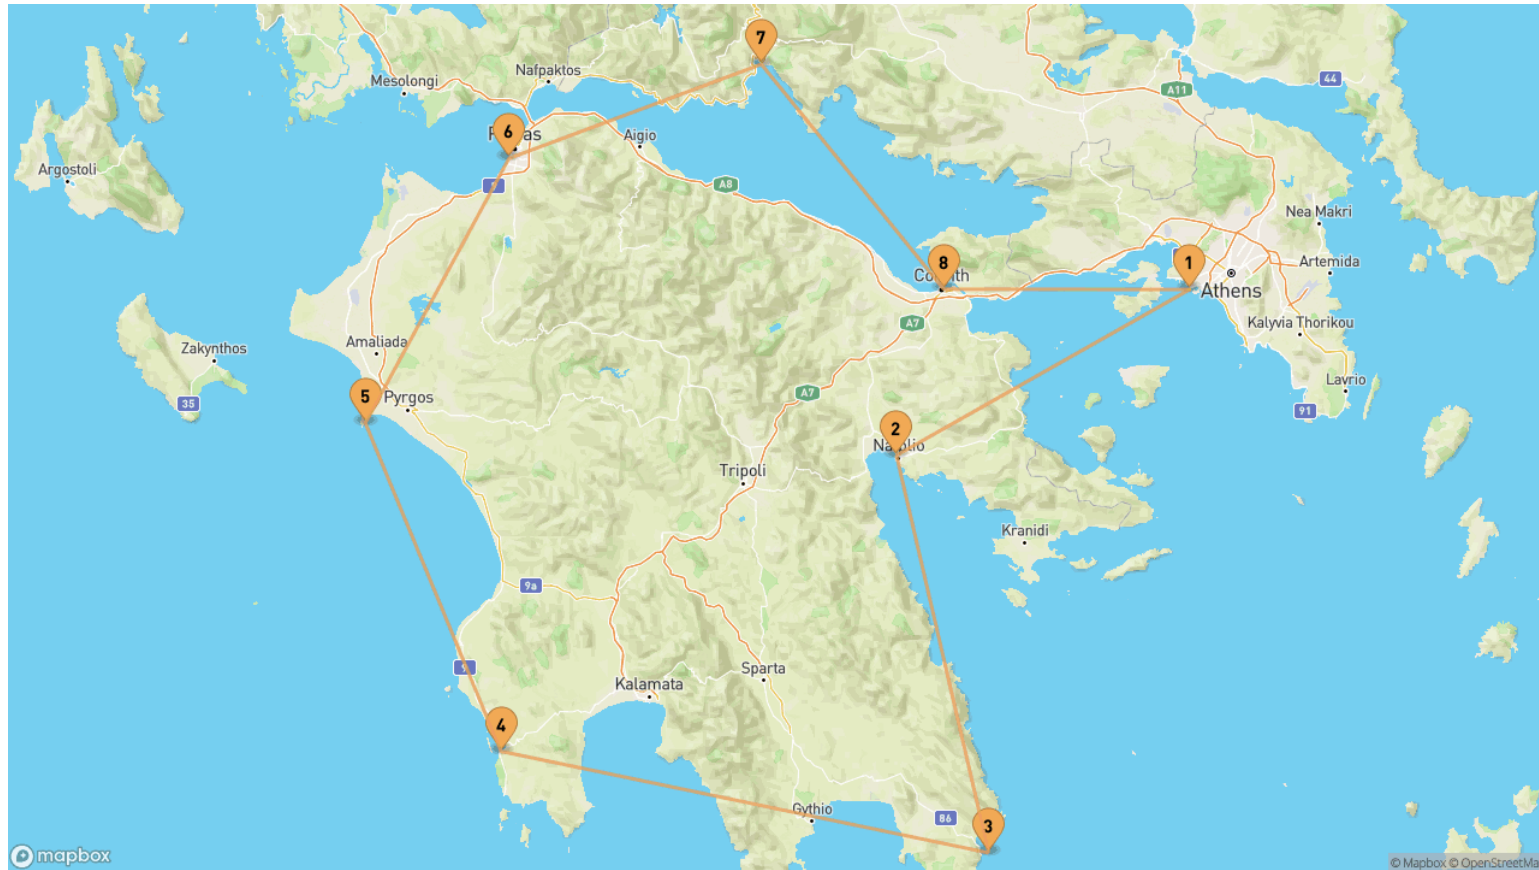 7
44
Nafpaktos
Mesolongi
A11
6
Aigio
Argostoli
A8
Nea Makri
8
1
Artemida
Athens
A7
Kalyvia Thorikou
Amaliada
Zakynthos
Lavrio
5
A7
Pyrgos
35
91
2
Tripoli
Kranidi
9a
9
Sparta
Kalamata
4
Gythio
86
3
mapbox
© Mapbox © OpenStreetMa